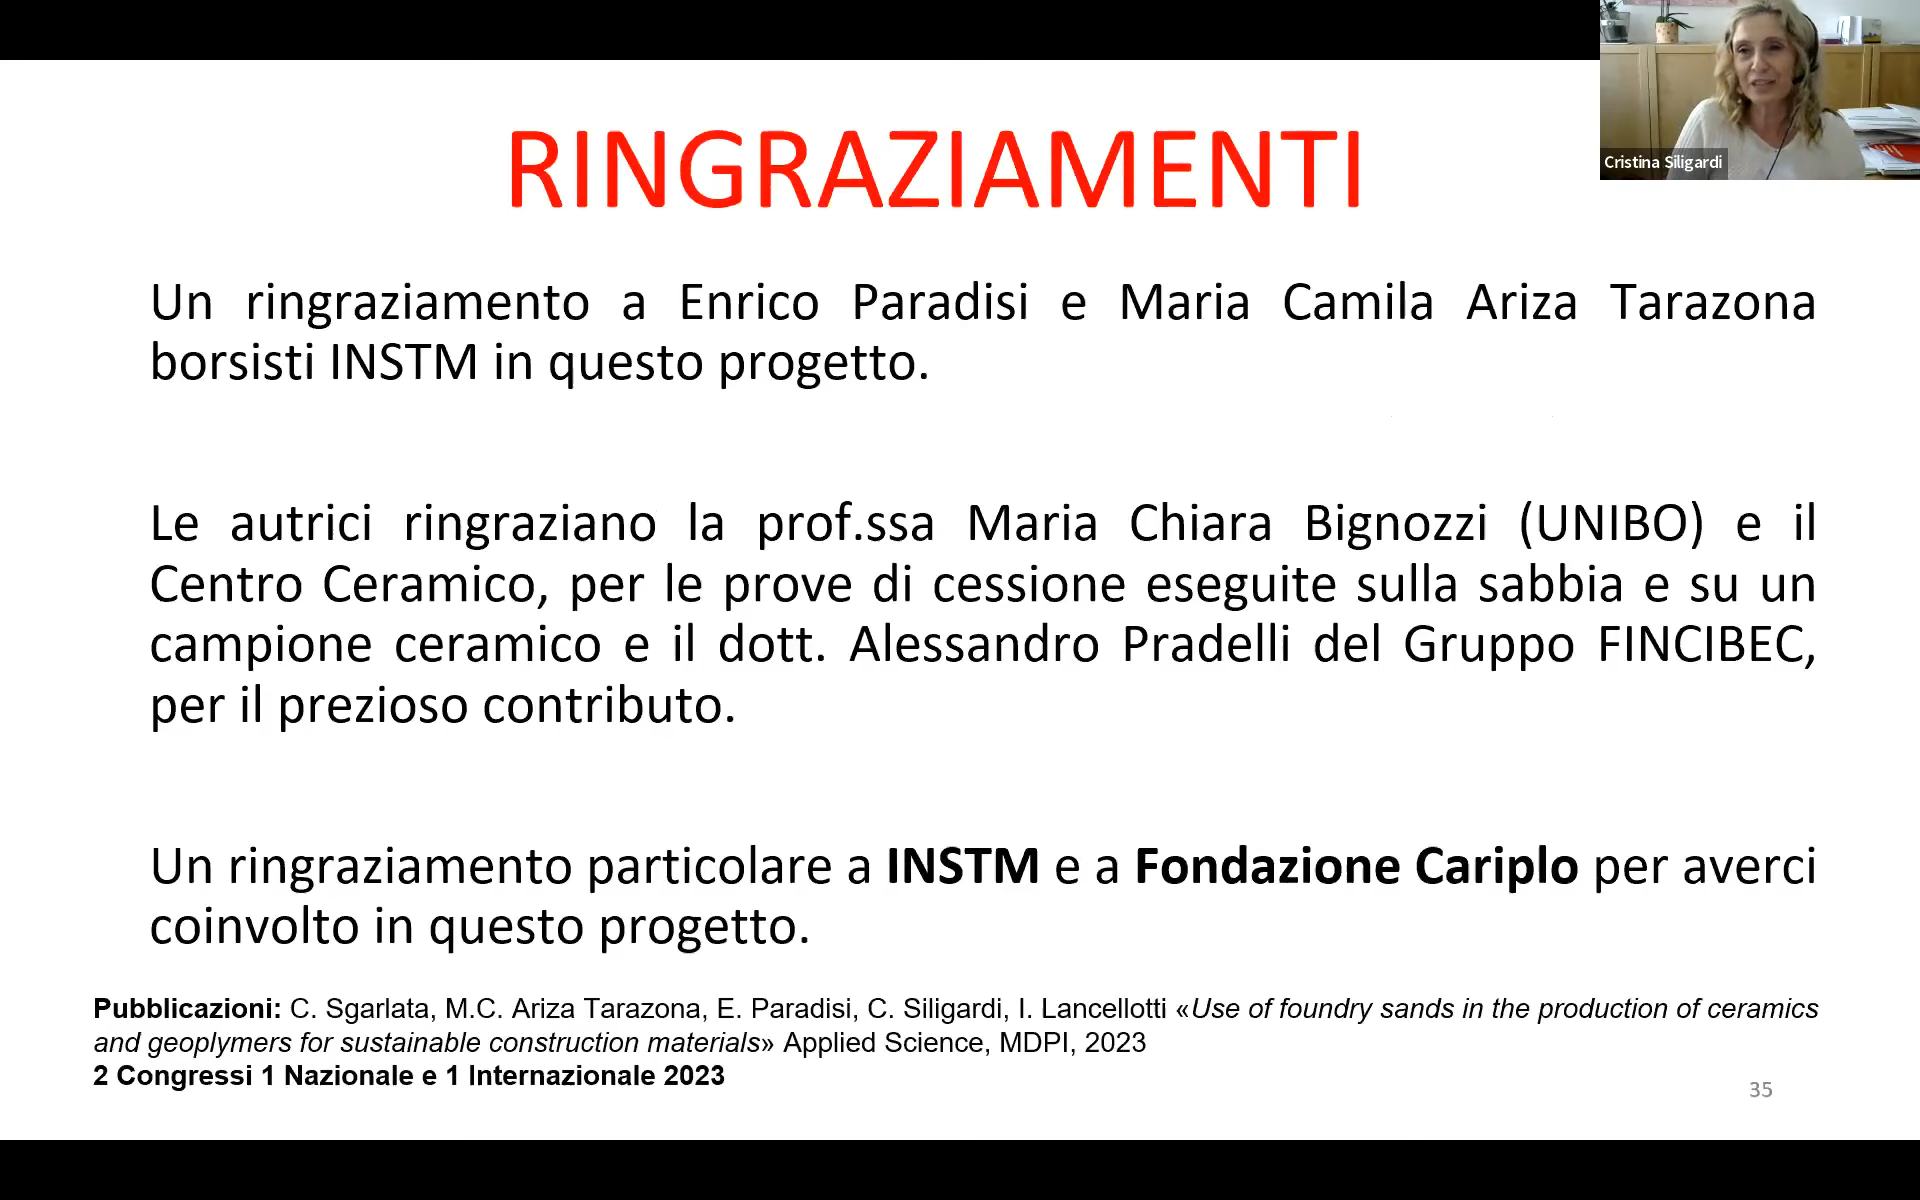 Cristina Siligardi
RINGRAZIAMENTI
Un ringraziamento a Enrico Paradisi e Maria Camila Ariza Tarazona
borsisti INSTM in questo progetto.
Le autrici ringraziano la prof.ssa Maria Chiara Bignozzi (UNIBO) e il
Centro Ceramico, per le prove di cessione eseguite sulla sabbia e su un
campione ceramico e il dott. Alessandro Pradelli del Gruppo FINCIBEC,
per il prezioso contributo.
Un ringraziamento particolare a INSTM e a Fondazione Cariplo per averci
coinvolto in questo progetto.
Pubblicazioni: C. Sgarlata, M.C. Ariza Tarazona, E. Paradisi, C. Siligardi, I. Lancellotti «Use of foundry sands in the production of ceramics
and geoplymers for sustainable construction materials» Applied Science, MDPI, 2023
2 Congressi 1 Nazionale e 1 Internazionale 2023
35